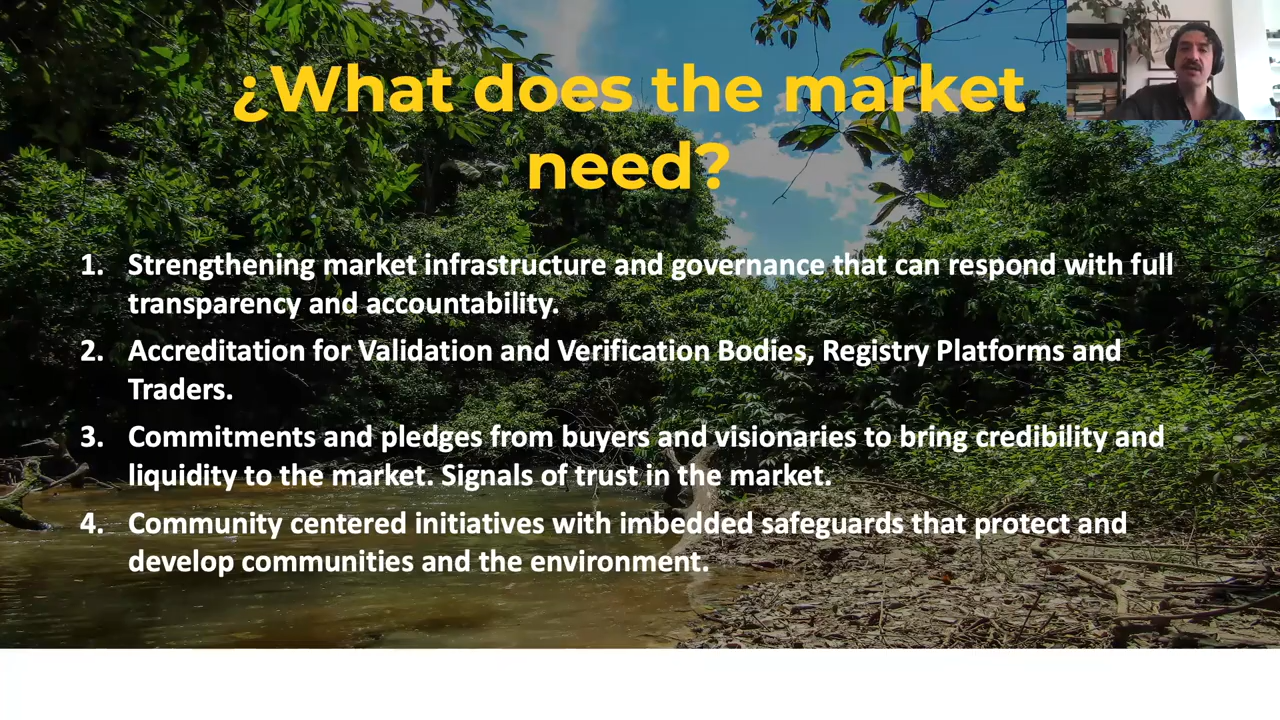 ¿What does the market
need?
1. Strengthening market infrastructure and governance that can respond with full
transparency and accountability.
2. Accreditation for Validation and Verification Bodies, Registry Platforms and
Traders.
3. Commitments and pledges from buyers and visionaries to bring credibility and
liquidity to the market. Signals of trust in the market.
4. Community centered initiatives with imbedded safeguards that protect and
develop communities and the environment.